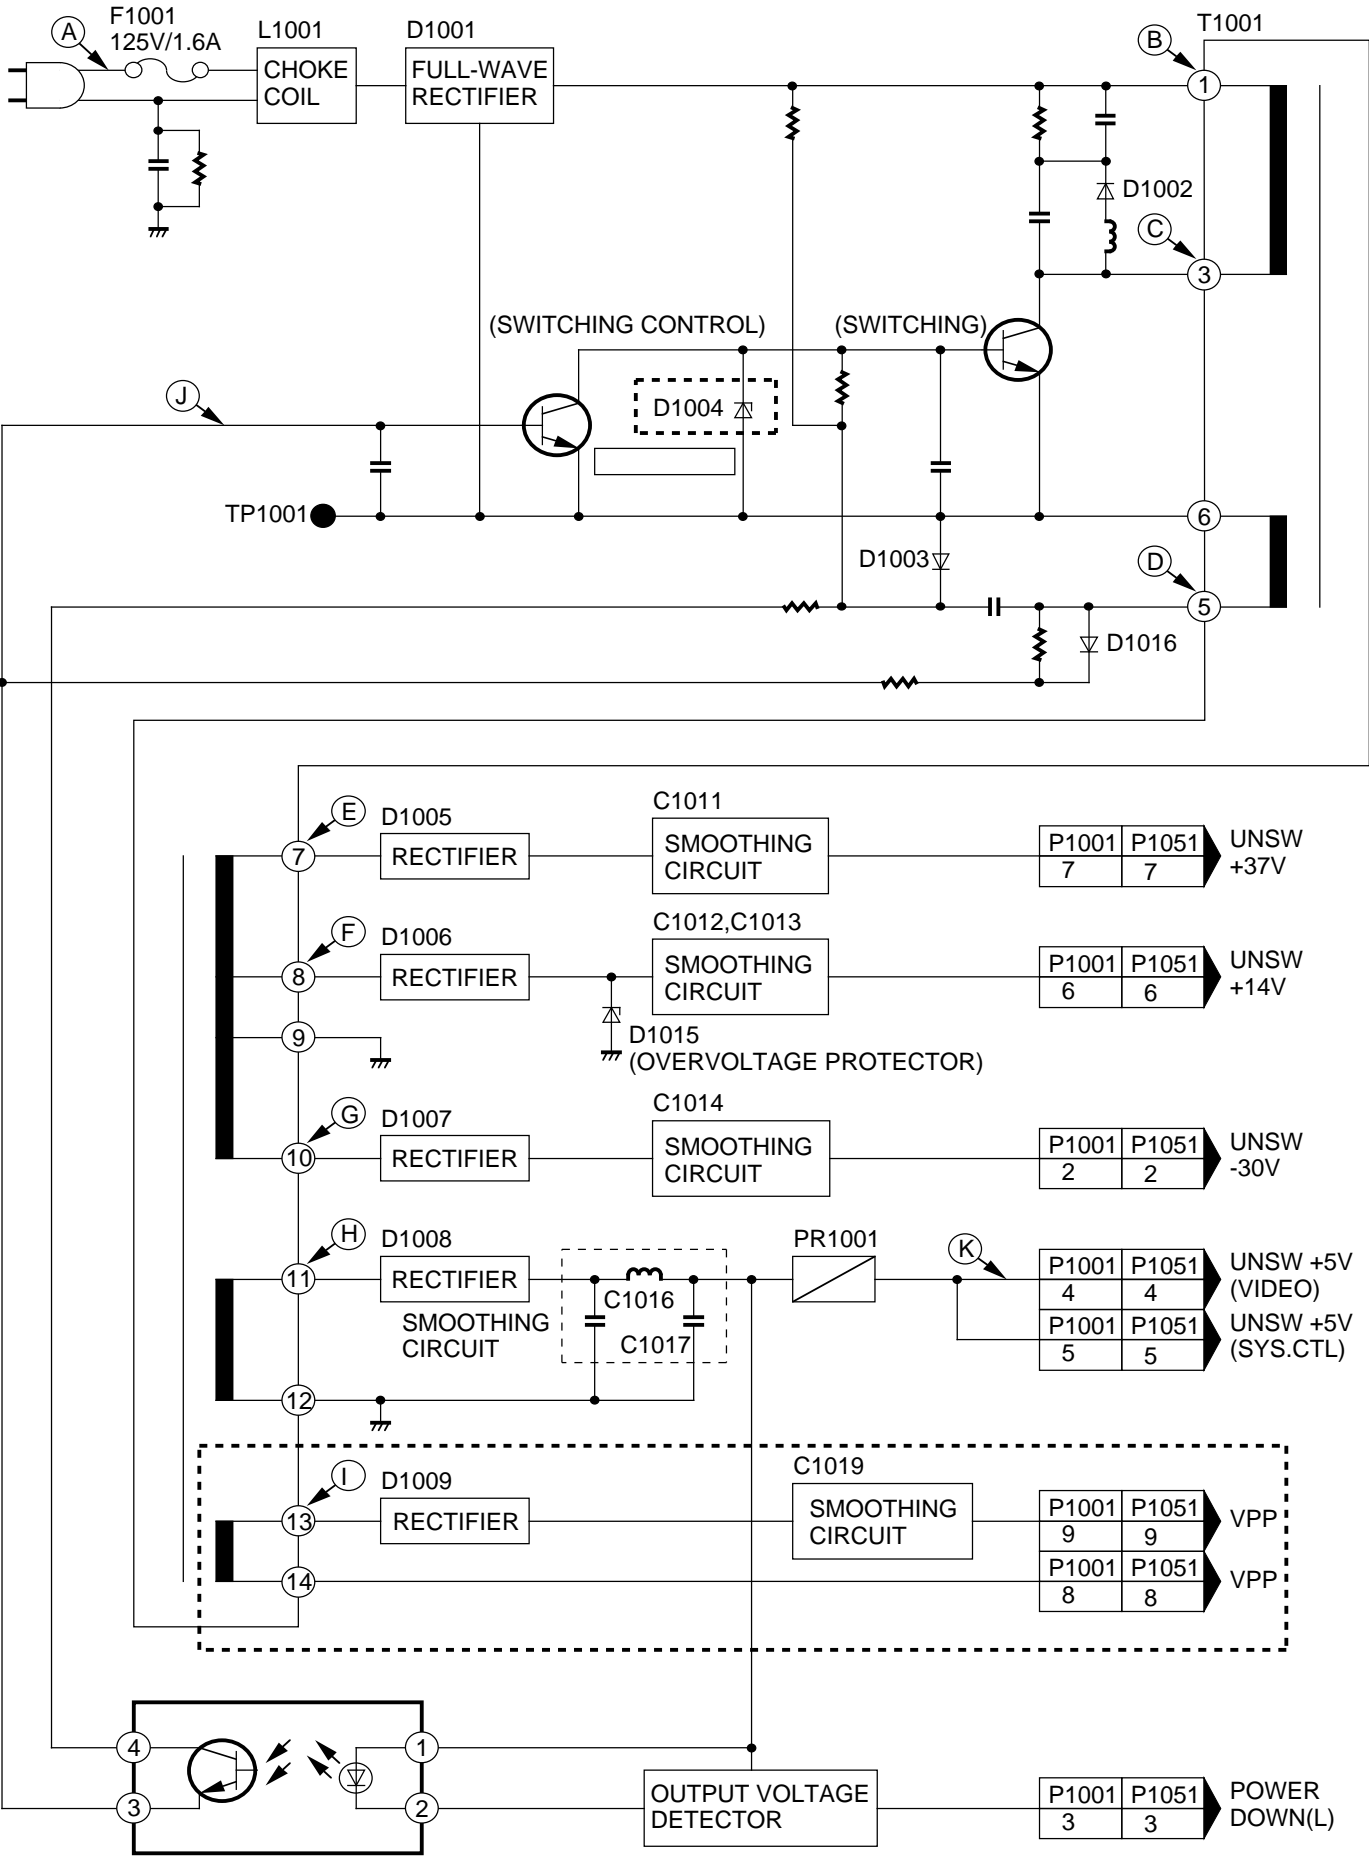 A
F1001
125V/1.6A
L1001
CHOKE
COIL
D1001
FULL-WAVE
RECTIFIER
B
T1001
1
D1002
C
3
(SWITCHING CONTROL)
(SWITCHING)
J
D1004
TP1001
6
D1003
D
5
D1016
E
7
D1005
RECTIFIER
C1011
SMOOTHING
CIRCUIT
P1001 P1051
7 7
UNSW
+37V
F
8
D1006
RECTIFIER
C1012,C1013
SMOOTHING
CIRCUIT
P1001 P1051
6 6
UNSW
+14V
9
D1015
(OVERVOLTAGE PROTECTOR)
G
10
D1007
RECTIFIER
C1014
SMOOTHING
CIRCUIT
P1001 P1051
2 2
UNSW
-30V
H
11
D1008
RECTIFIER
SMOOTHING
CIRCUIT
C1016
C1017
PR1001
K
P1001 P1051
4 4
UNSW +5V
(VIDEO)
P1001 P1051
5 5
UNSW +5V
(SYS.CTL)
12
I
13
D1009
RECTIFIER
C1019
SMOOTHING
CIRCUIT
P1001 P1051
9 9
VPP
14
P1001 P1051
8 8
VPP
4
3
1
2
OUTPUT VOLTAGE
DETECTOR
P1001 P1051
3 3
POWER
DOWN(L)